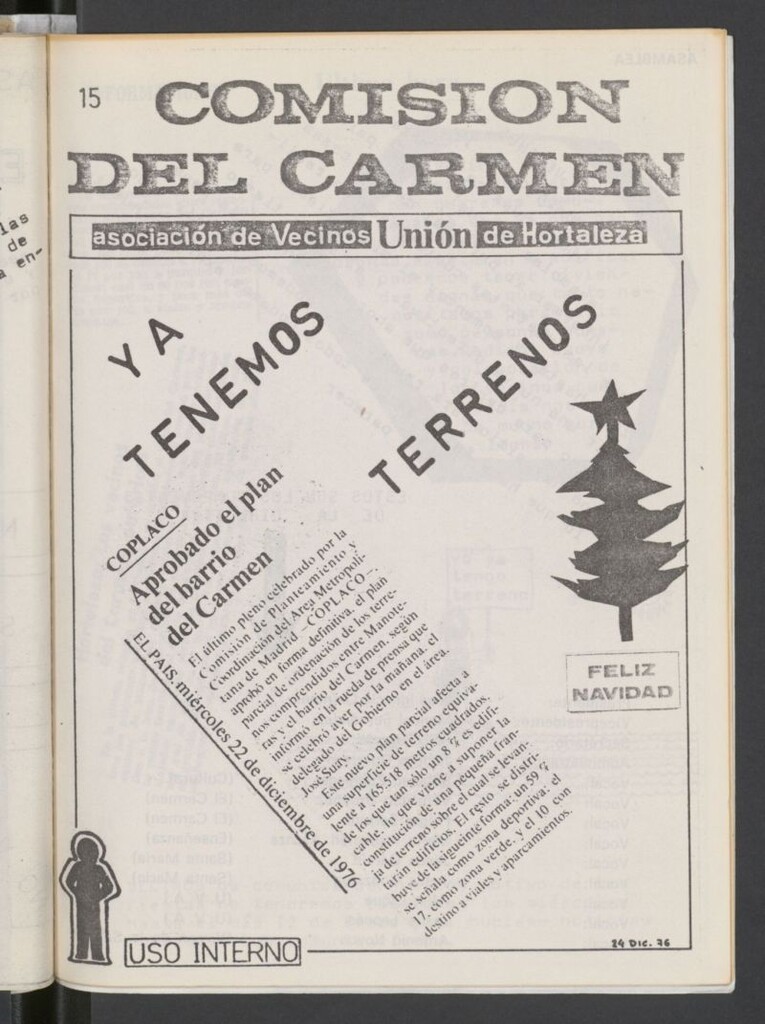 las
de
a en-
15
COMISION
DEL CARMEN
asociación de Vecinos Unión de Hortaleza
YA
TENEMOS
TERRENOS
COPLACO
Aprobado el plan
del barrio
del Carmen
El último pleno celebrado por la
Comisión de Planteamiento y
Coordinación del Area Metropoli-
tana de Madrid —COPLACO—
aprobó en forma definitiva, el plan
parcial de ordenación de los terre-
nos comprendidos entre Manote-
ras y el barrio del Carmen, según
informó en la rueda de prensa que
se celebró ayer por la mañana, el
delegado del Gobierno en el área,
José Suay.
Este nuevo plan parcial afecta a
una superficie de terreno equiva-
lente a 165.518 metros cuadrados,
de los que tan sólo un 8 % es edifi-
cable, lo que viene a suponer la
constitución de una pequeña fran-
ja de terreno sobre el cual se levan-
tarán edificios. El resto se distri-
buye de la siguiente forma: un 59 %
se señala como zona deportiva; el
17, como zona verde, y el 10 con
destino a viales y aparcamientos.
EL PAIS, miércoles 22 de diciembre de 1976
FELIZ
NAVIDAD
USO INTERNO
24 DIC. 76